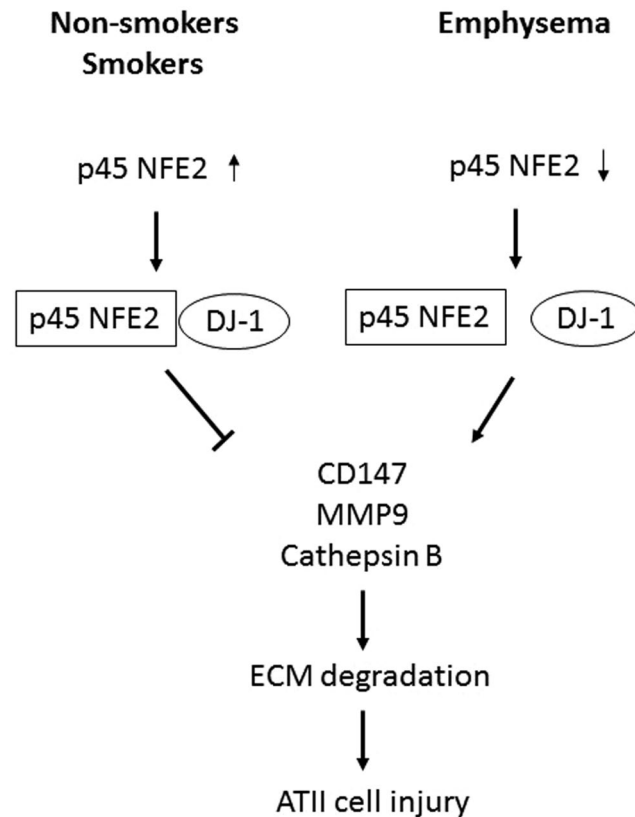 Non-smokers
Smokers
Emphysema
p45 NFE2 ↑
p45 NFE2 ↓
p45 NFE2
DJ-1
p45 NFE2
DJ-1
CD147
MMP9
Cathepsin B
ECM degradation
ATII cell injury